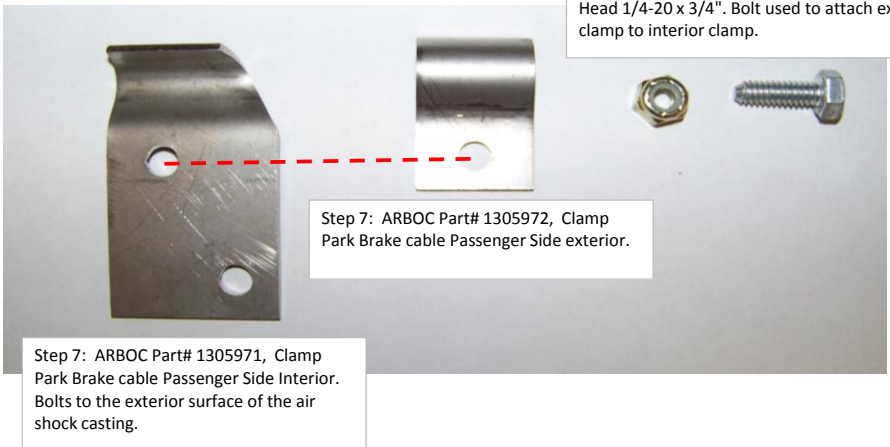 Head 1/4-20 x 3/4". Bolt used to attach
clamp to interior clamp.
Step 7: ARBOC Part# 1305972, Clamp
Park Brake cable Passenger Side exterior.
Step 7: ARBOC Part# 1305971, Clamp
Park Brake cable Passenger Side Interior.
Bolts to the exterior surface of the air
shock casting.